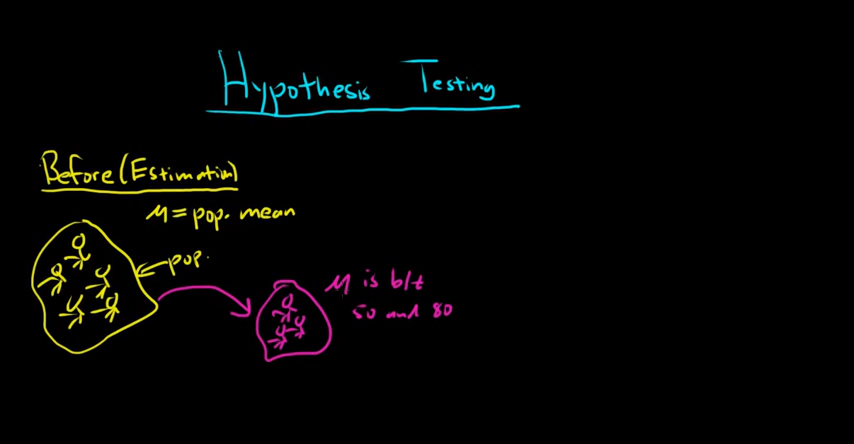 Hypothesis Testing
Before (Estimation)
μ = pop. mean
pop.
μ is b/t
50 and 80